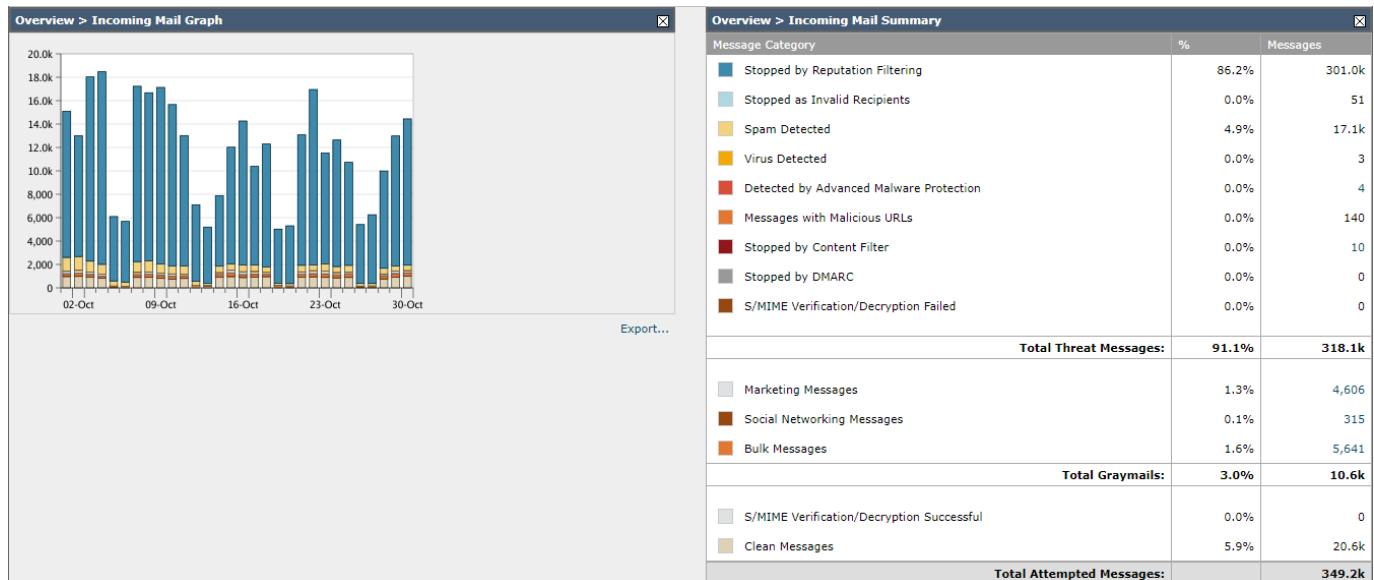 Overview > Incoming Mail Graph
20.0k
18.0k
16.0k
14.0k
12.0k
10.0k
8,000
6,000
4,000
2,000
0
02-Oct 09-Oct 16-Oct 23-Oct 30-Oct
Export...
Overview > Incoming Mail Summary
Message Category % Messages
Stopped by Reputation Filtering 86.2% 301.0k
Stopped as Invalid Recipients 0.0% 51
Spam Detected 4.9% 17.1k
Virus Detected 0.0% 3
Detected by Advanced Malware Protection 0.0% 4
Messages with Malicious URLs 0.0% 140
Stopped by Content Filter 0.0% 10
Stopped by DMARC 0.0% 0
S/MIME Verification/Decryption Failed 0.0% 0
Total Threat Messages: 91.1% 318.1k
Marketing Messages 1.3% 4,606
Social Networking Messages 0.1% 315
Bulk Messages 1.6% 5,641
Total Graymails: 3.0% 10.6k
S/MIME Verification/Decryption Successful 0.0% 0
Clean Messages 5.9% 20.6k
Total Attempted Messages: 349.2k